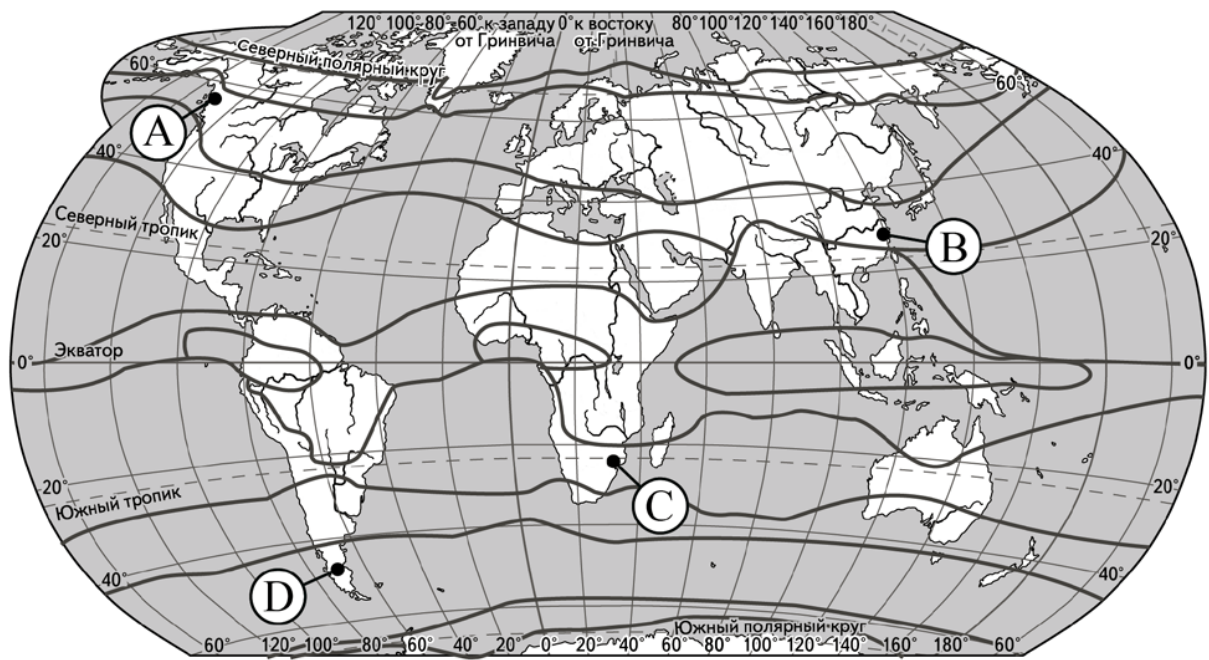 120° 100° 80° 60° к западу 0° к востоку 80° 100° 120° 140° 160° 180°
от Гринвича от Гринвича
Северный полярный круг
60°
60°
A
40°
40°
Северный тропик
20°
B
20°
0°
Экватор
0°
20°
Южный тропик
20°
C
40°
40°
D
Южный полярный круг
60° 120° 100° 80° 60° 40° 20° 0° 20° 40° 60° 80° 100° 120° 140° 160° 180° 60°